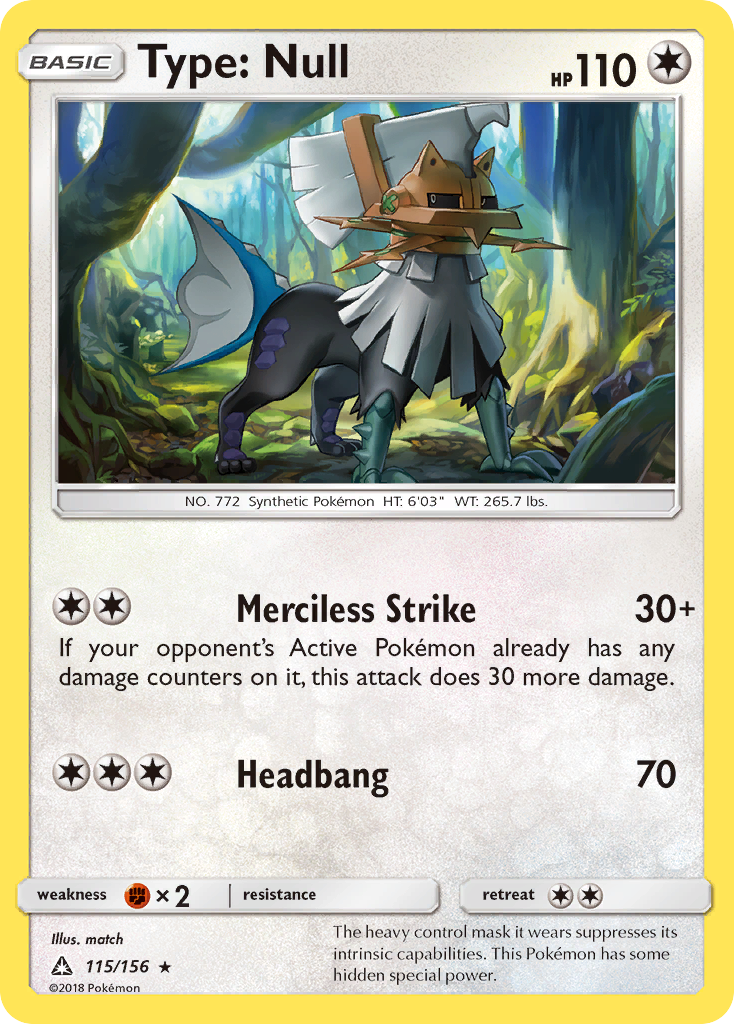 BASIC Type: Null HP 110
NO. 772 Synthetic Pokémon HT: 6'03" WT: 265.7 lbs.
Merciless Strike 30+
If your opponent's Active Pokémon already has any
damage counters on it, this attack does 30 more damage.
Headbang 70
weakness × 2 resistance retreat
Illus. match
115/156 ★
©2018 Pokémon
The heavy control mask it wears suppresses its
intrinsic capabilities. This Pokémon has some
hidden special power.